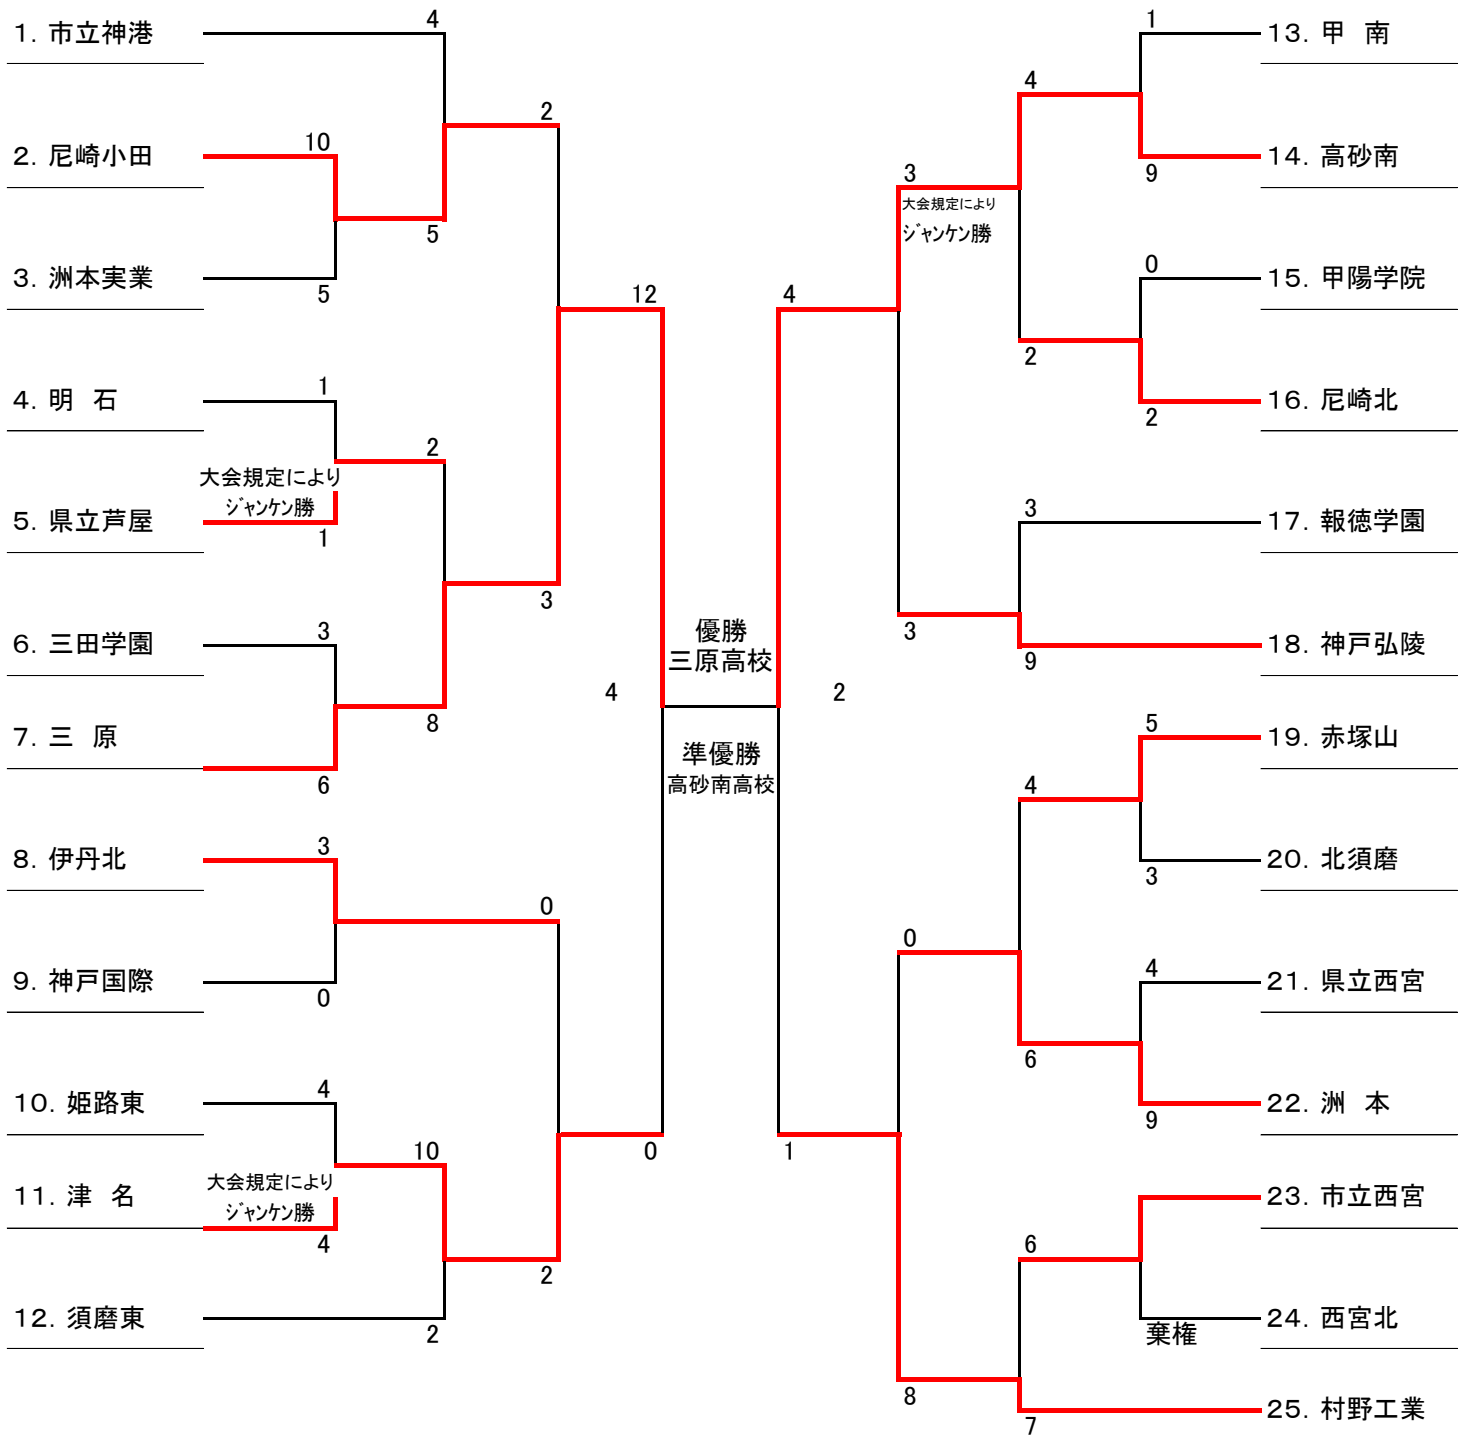 1. 市立神港
4
2
2. 尼崎小田
10
5
3. 洲本実業
5
12
4. 明 石
1
2
大会規定により
ジャンケン勝
5. 県立芦屋
1
3
6. 三田学園
3
8
7. 三 原
6
8. 伊丹北
3
0
9. 神戸国際
0
10. 姫路東
4
10
大会規定により
ジャンケン勝
11. 津 名
4
2
0
12. 須磨東
2
4
優勝
三原高校
準優勝
高砂南高校
2
1
13. 甲 南
4
14. 高砂南
9
3
大会規定により
ジャンケン勝
0
15. 甲陽学院
4
2
16. 尼崎北
2
3
17. 報徳学園
3
18. 神戸弘陵
9
5
19. 赤塚山
4
20. 北須磨
3
0
4
21. 県立西宮
6
22. 洲 本
9
1
23. 市立西宮
6
24. 西宮北
棄権
8
25. 村野工業
7